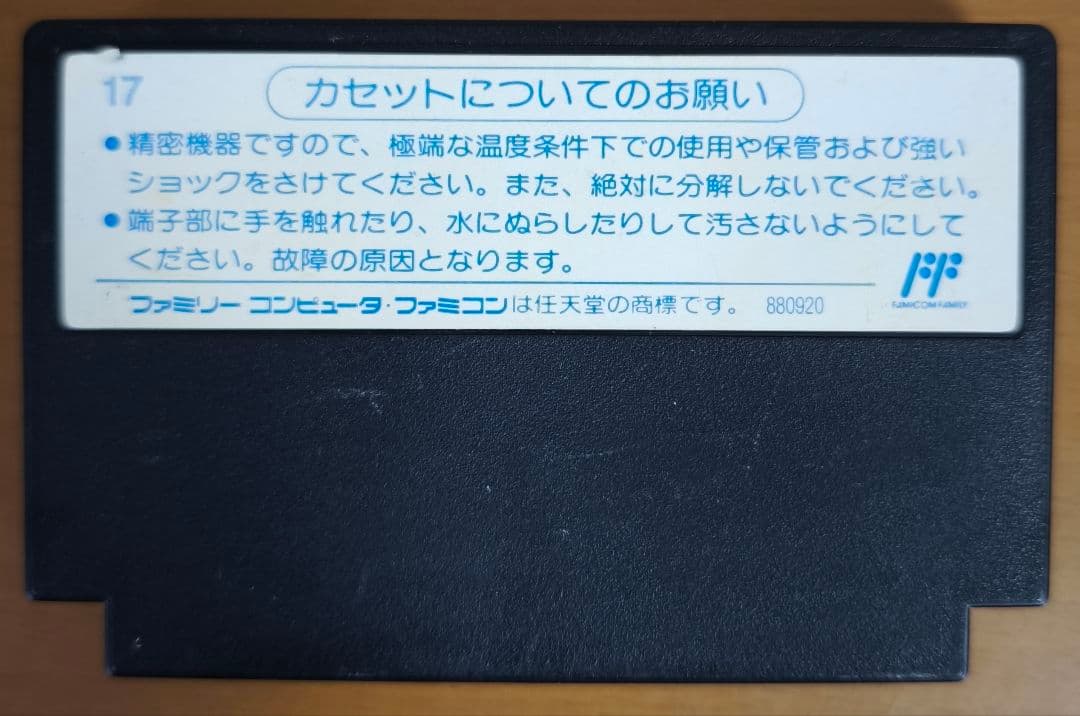 17
カセットについてのお願い
●精密機器ですので、極端な温度条件下での使用や保管および強い
ショックをさけてください。また、絶対に分解しないでください。
●端子部に手を触れたり、水にぬらしたりして汚さないようにして
ください。故障の原因となります。
ファミリー コンピュータ・ファミコンは任天堂の商標です。 880920
FF
FAMICOM FAMILY